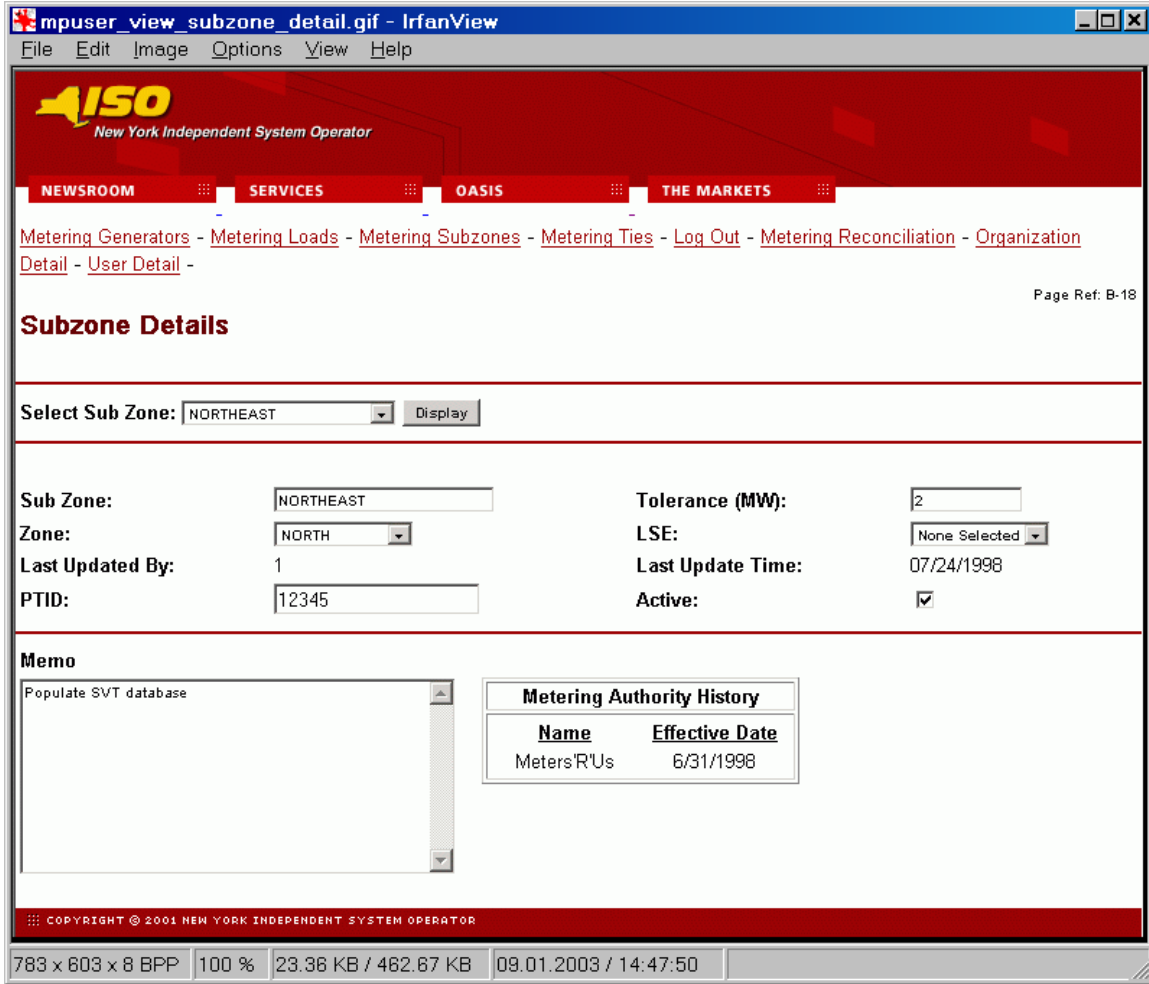 mpuser_view_subzone_detail.gif - IrfanView
File Edit Image Options View Help
ISO
New York Independent System Operator
NEWSROOM SERVICES OASIS THE MARKETS
Metering Generators - Metering Loads - Metering Subzones - Metering Ties - Log Out - Metering Reconciliation - Organization
Detail - User Detail -
Page Ref: B-18
Subzone Details
Select Sub Zone: NORTHEAST Display
Sub Zone: NORTHEAST Tolerance (MW): 2
Zone: NORTH LSE: None Selected
Last Updated By: 1 Last Update Time: 07/24/1998
PTID: 12345 Active:
Memo
Populate SVT database
Metering Authority History
Name Effective Date
Meters'R'Us 6/31/1998
COPYRIGHT © 2001 NEW YORK INDEPENDENT SYSTEM OPERATOR
783 x 603 x 8 BPP 100 % 23.36 KB / 462.67 KB 09.01.2003 / 14:47:50